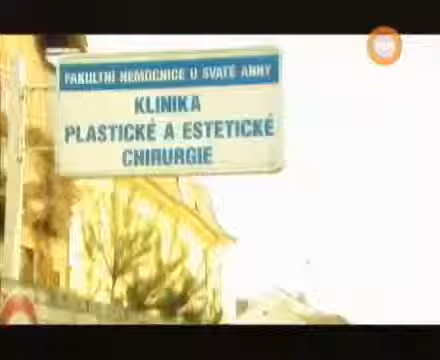 FAKULTNÍ NEMOCNICE U SVATÉ ANNY
KLINIKA
PLASTICKÉ A ESTETICKÉ
CHIRURGIE